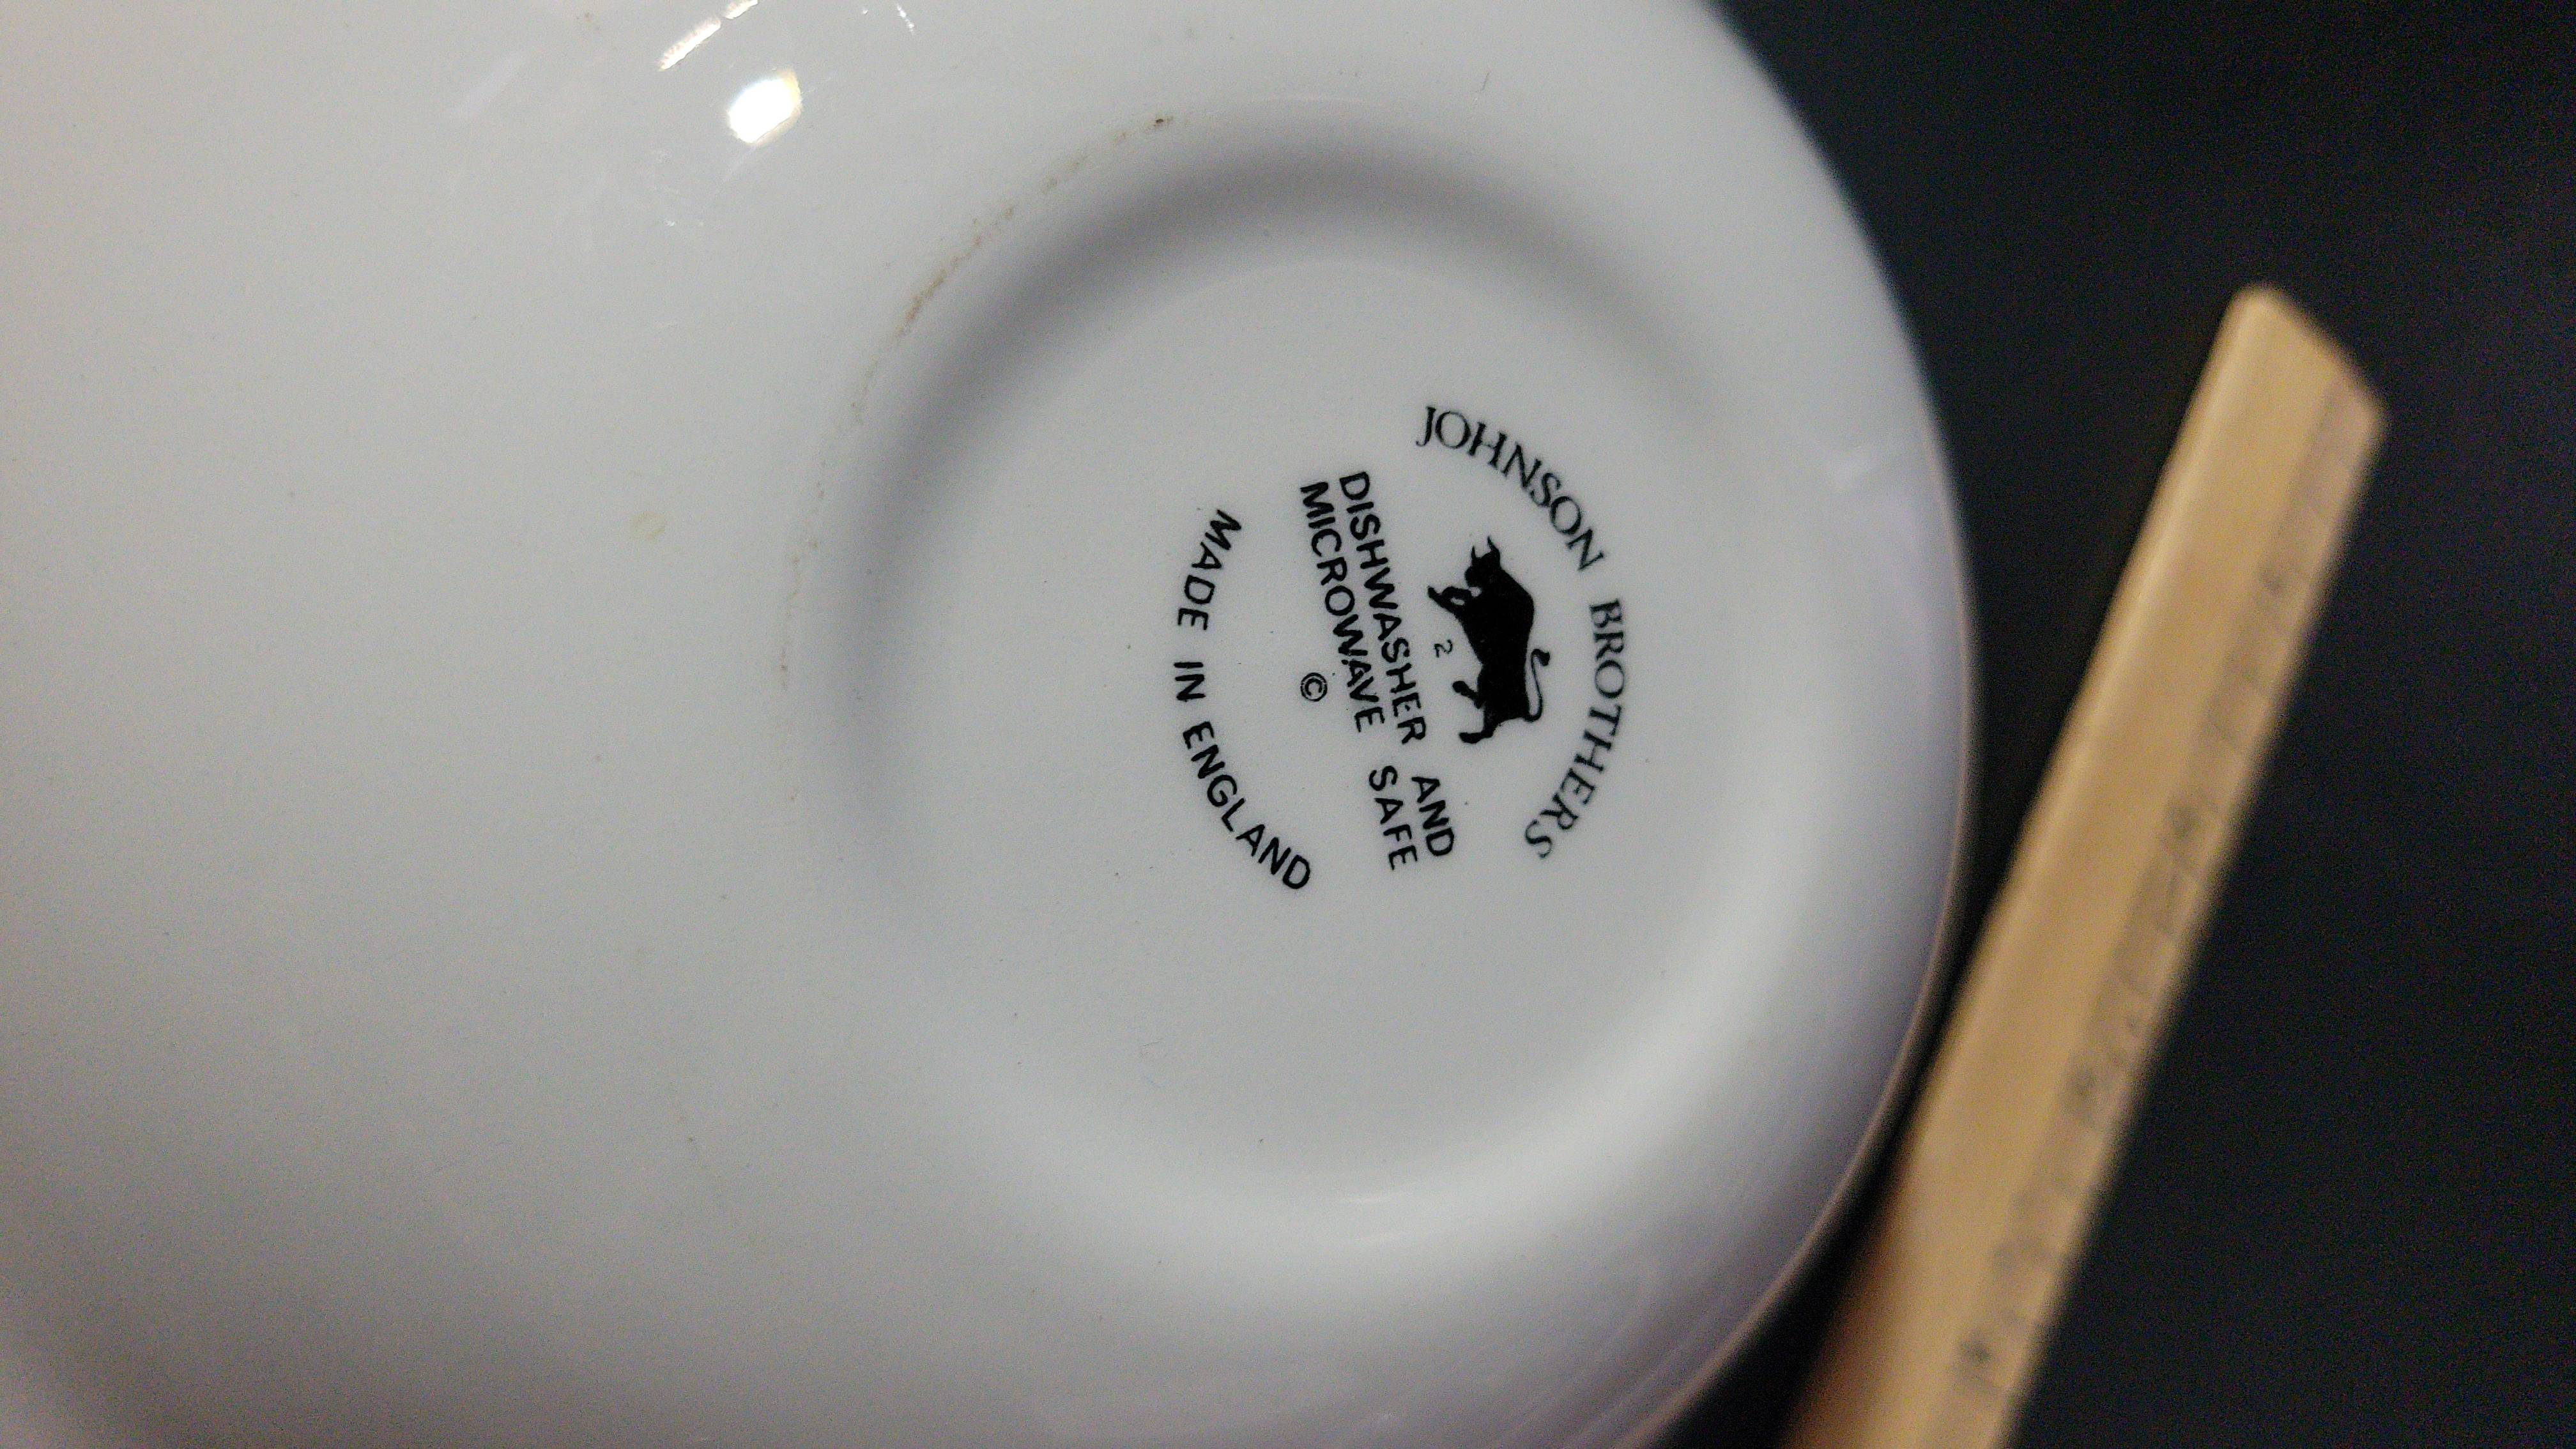 JOHNSON BROTHERS
2
DISHWASHER AND
MICROWAVE SAFE
©
MADE IN ENGLAND